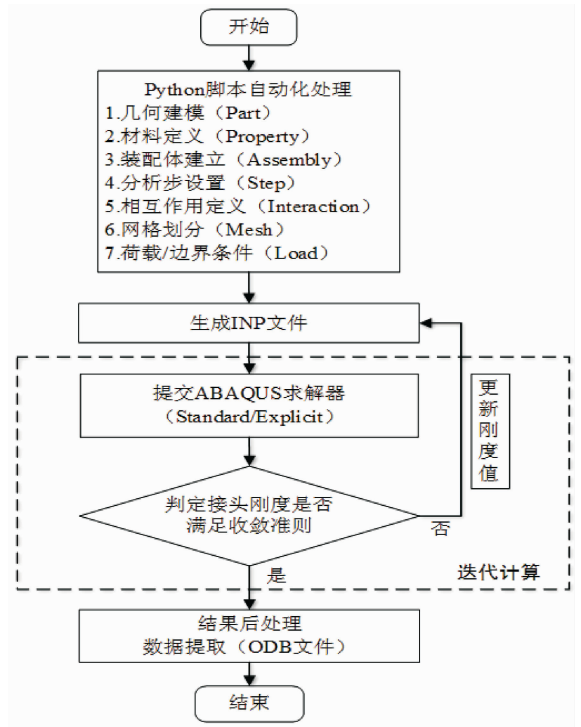 开始
Python脚本自动化处理
1.几何建模（Part）
2.材料定义（Property）
3.装配体建立（Assembly）
4.分析步设置（Step）
5.相互作用定义（Interaction）
6.网格划分（Mesh）
7.荷载/边界条件（Load）
生成INP文件
提交ABAQUS求解器
（Standard/Explicit）
更新刚度值
判定接头刚度是否
满足收敛准则
否
是
迭代计算
结果后处理
数据提取（ODB文件）
结束